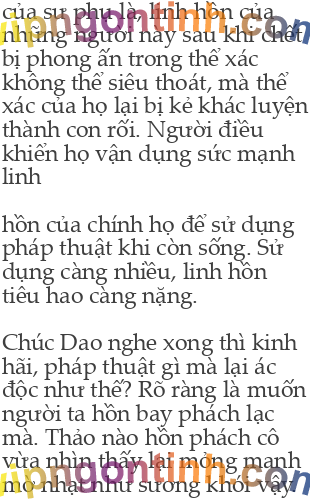 của sư phụ là, linh hồn của
những người này sau khi chết
bị phong ấn trong thể xác
không thể siêu thoát, mà thể
xác của họ lại bị kẻ khác luyện
thành con rối. Người điều
khiển họ vận dụng sức mạnh
linh
hồn của chính họ để sử dụng
pháp thuật khi còn sống. Sử
dụng càng nhiều, linh hồn
tiêu hao càng nặng.
Chúc Dao nghe xong thì kinh
hãi, pháp thuật gì mà lại ác
độc như thế? Rõ ràng là muốn
người ta hồn bay phách lạc
mà. Thảo nào hồn phách cô
vừa nhìn thấy lại mỏng manh
mờ nhạt như sương khói vậy
vipngontinh.com
vipngontinh.com